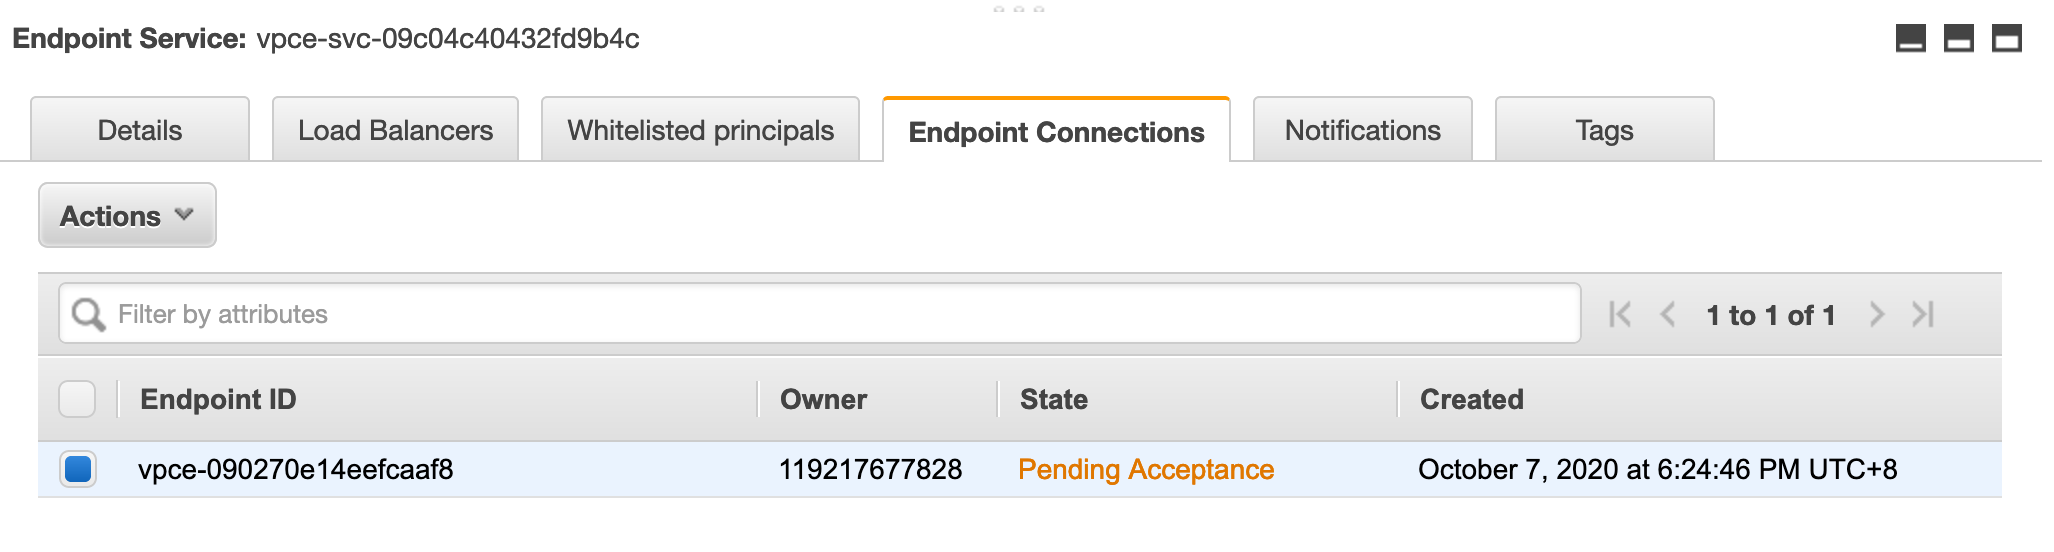 Endpoint Service: vpce-svc-09c04c40432fd9b4c
Details Load Balancers Whitelisted principals Endpoint Connections Notifications Tags
Actions
Filter by attributes 1 to 1 of 1
Endpoint ID Owner State Created
vpce-090270e14eefcaaf8 119217677828 Pending Acceptance October 7, 2020 at 6:24:46 PM UTC+8